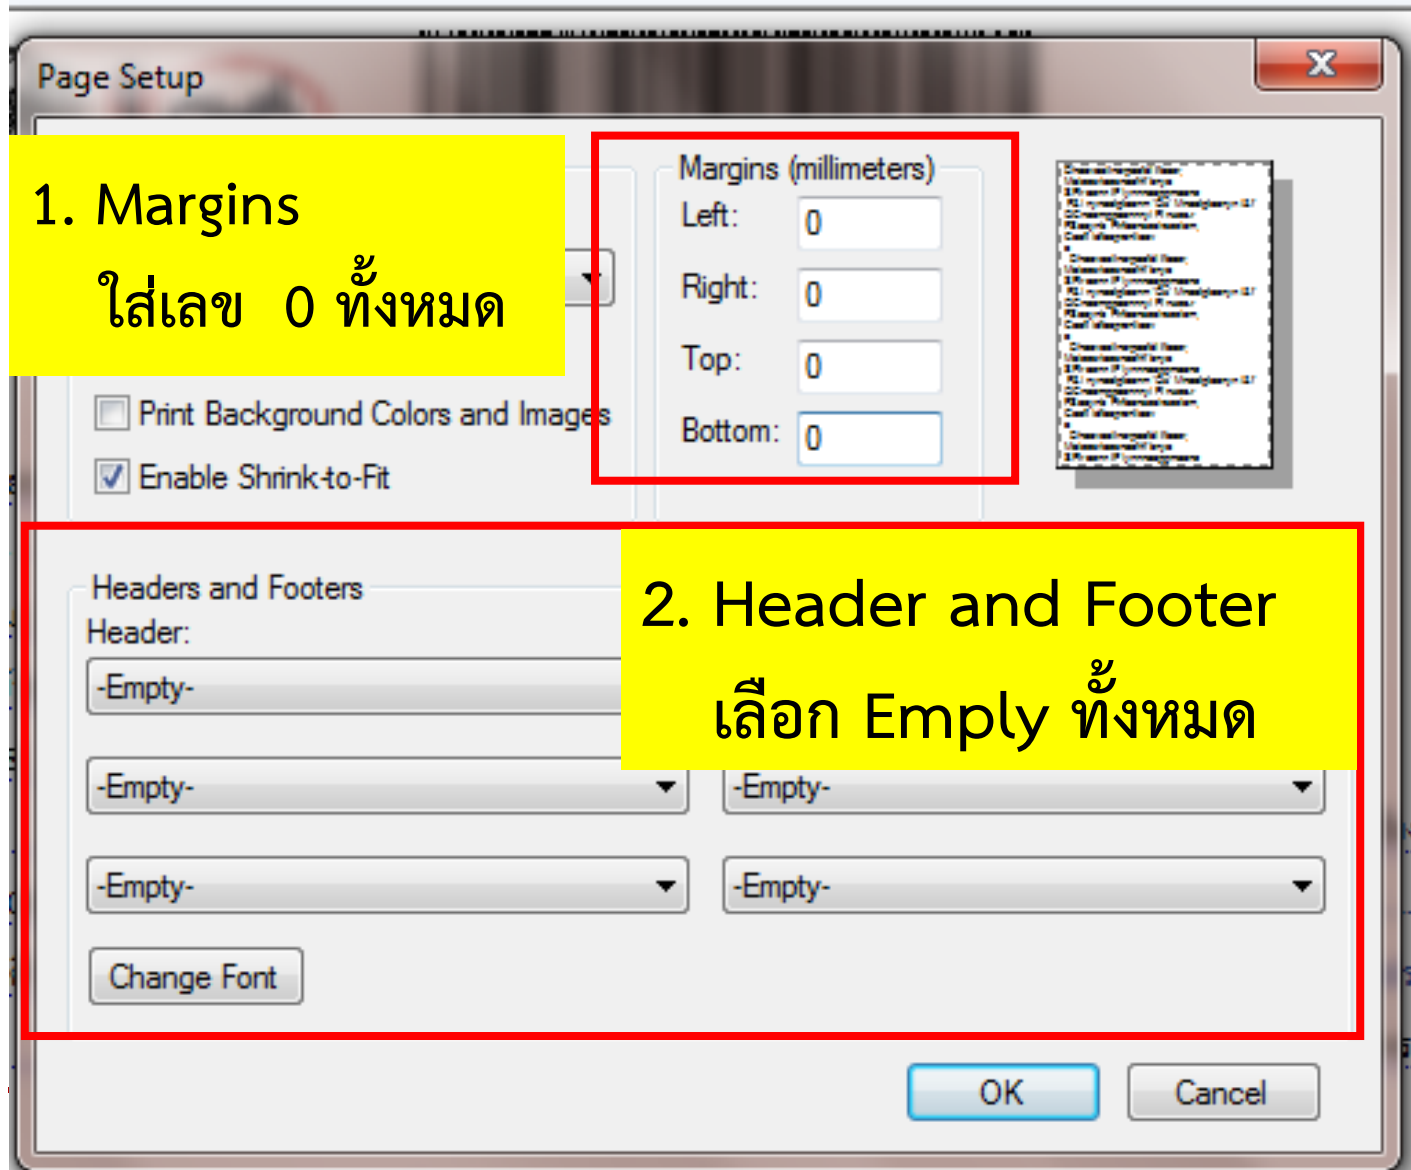 Page Setup
1. Margins
ใส่เลข 0 ทั้งหมด
Margins (millimeters)
Left: 0
Right: 0
Top: 0
Bottom: 0
Print Background Colors and Images
Enable Shrink-to-Fit
Headers and Footers
Header:
-Empty-
2. Header and Footer
เลือก Emply ทั้งหมด
-Empty- -Empty-
-Empty- -Empty-
Change Font
OK Cancel